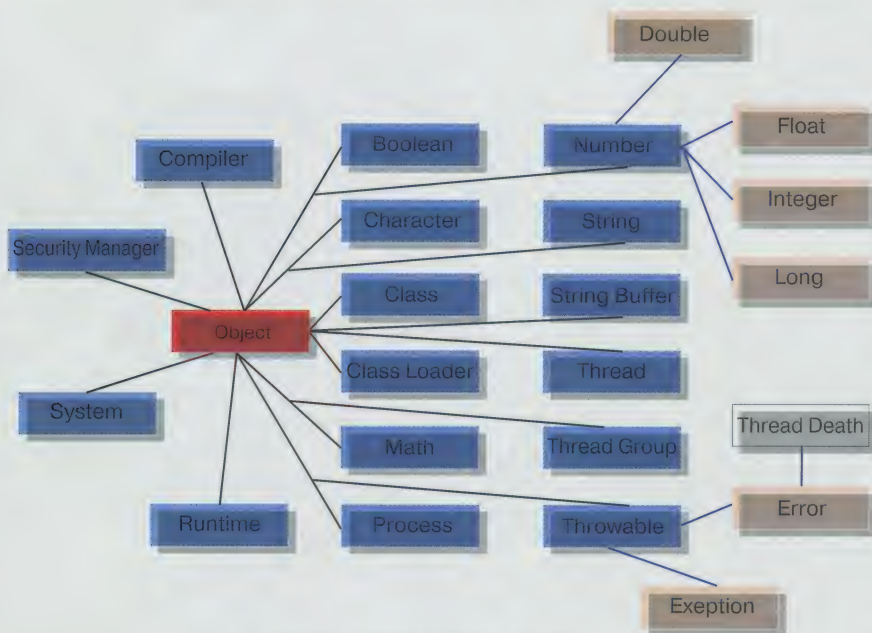 Double
Compiler
Boolean
Number
Float
Security Manager
Character
String
Integer
Class
String Buffer
Long
Object
Class Loader
Thread
System
Math
Thread Group
Thread Death
Runtime
Process
Throwable
Error
Exeption